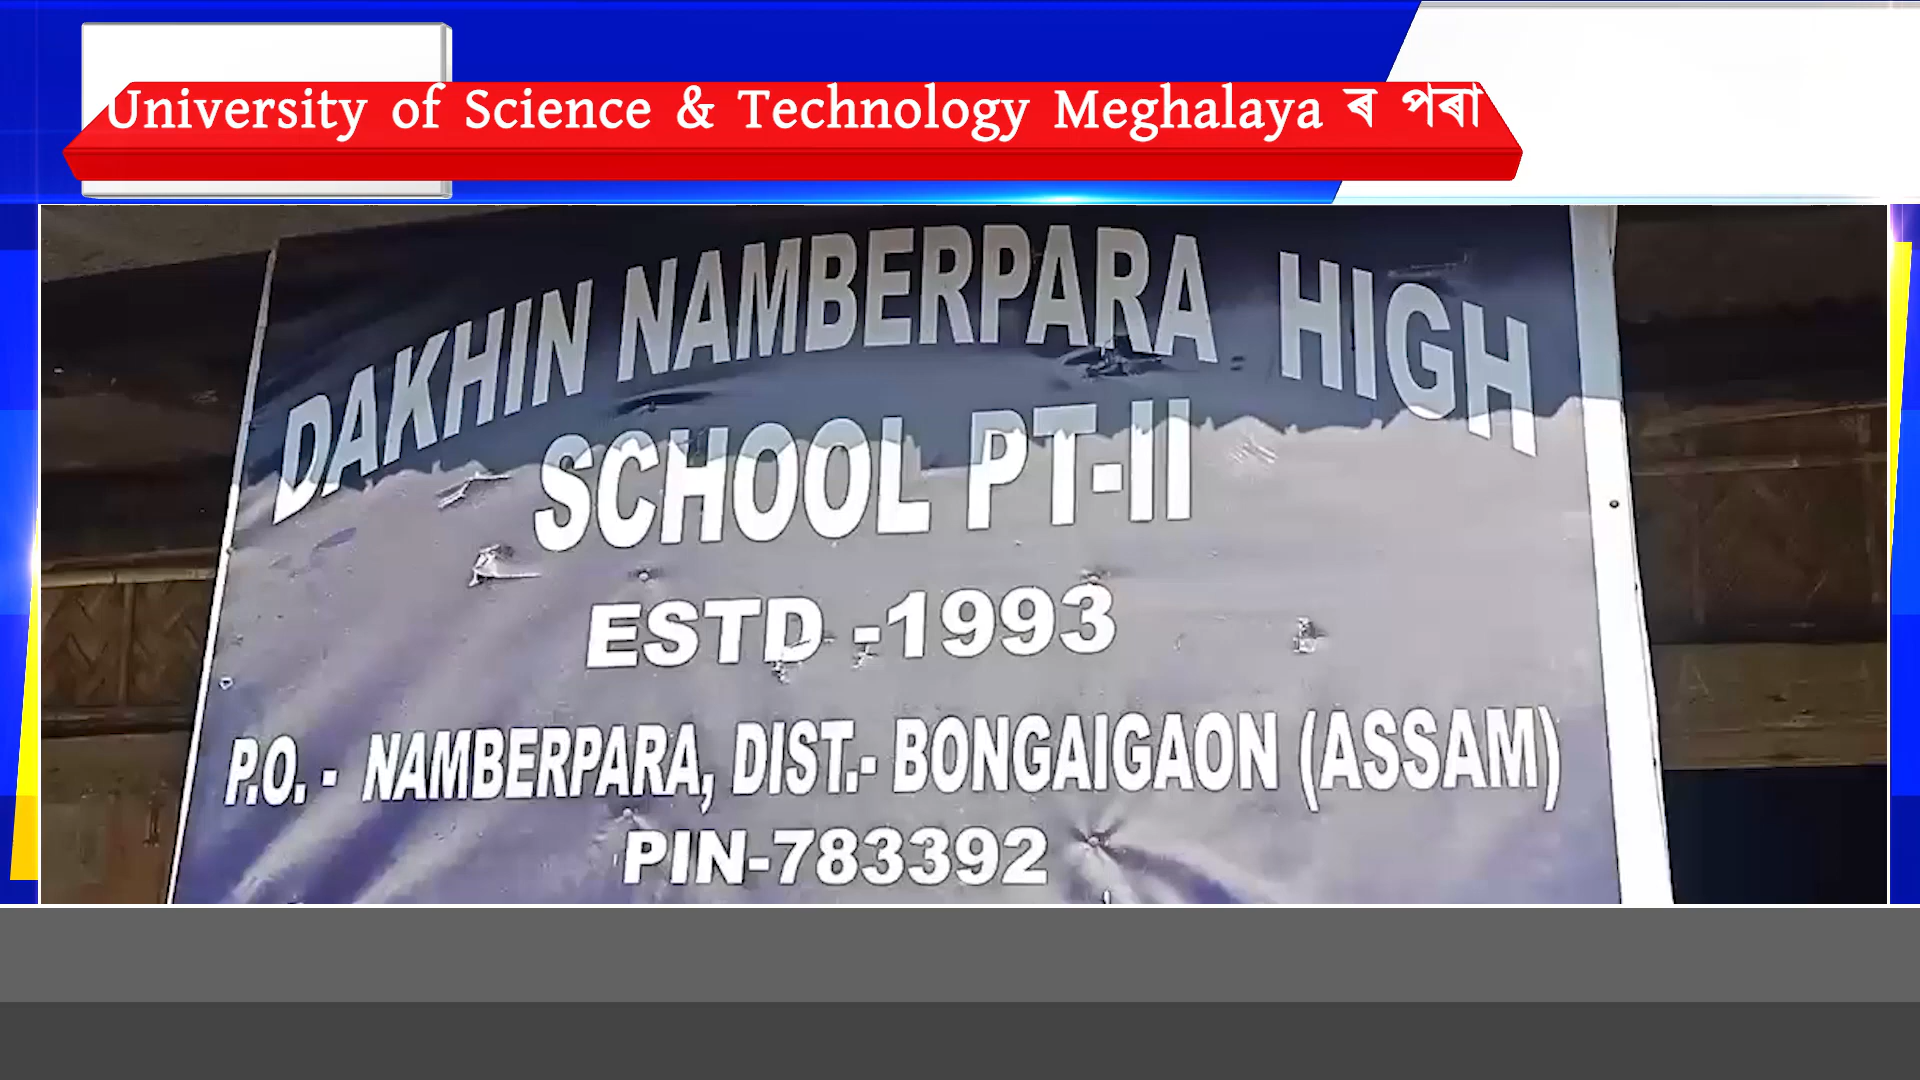 University of Science & Technology Meghalaya ৰ পৰা
DAKHIN NAMBERPARA HIGH
SCHOOL PT-II
ESTD -1993
P.O. - NAMBERPARA, DIST.- BONGAIGAON (ASSAM)
PIN-783392